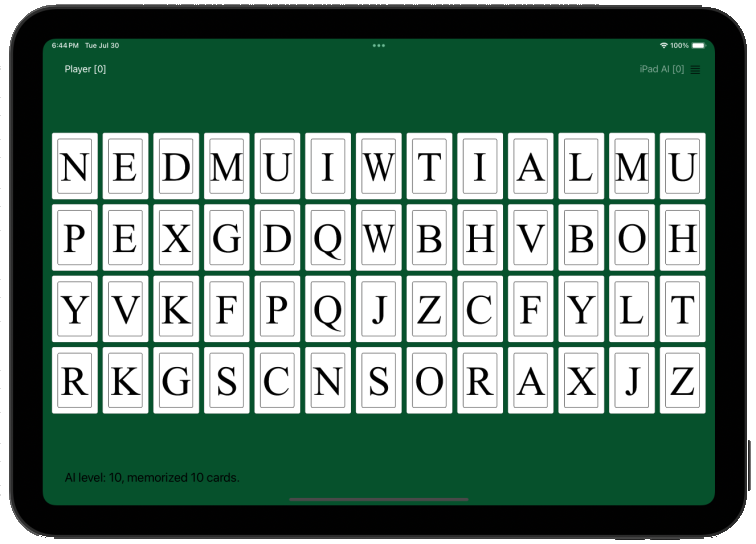 6:44 PM Tue Jul 30 100%
Player [0] iPad AI [0]
N E D M U I W T I A L M U
P E X G D Q W B H V B O H
Y V K F P Q J Z C F Y L T
R K G S C N S O R A X J Z
AI level: 10, memorized 10 cards.